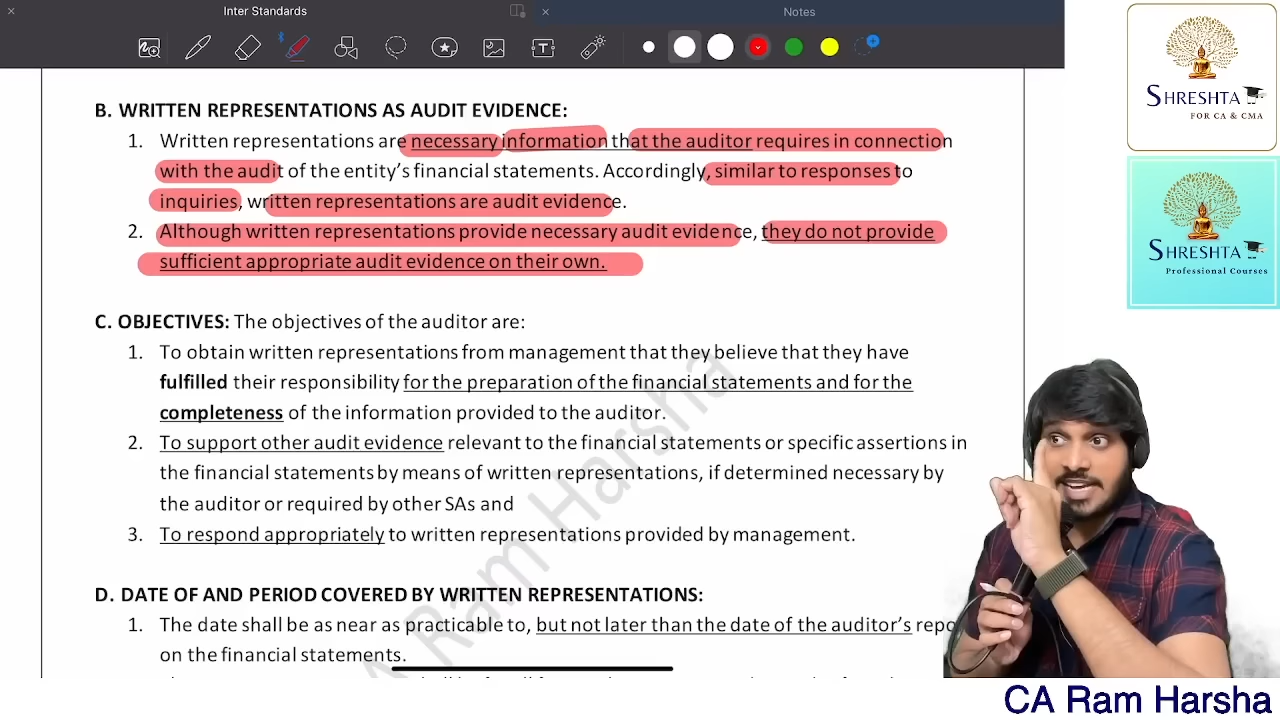 Inter Standards
Notes
B. WRITTEN REPRESENTATIONS AS AUDIT EVIDENCE:
1. Written representations are necessary information that the auditor requires in connection
with the audit of the entity's financial statements. Accordingly, similar to responses to
inquiries, written representations are audit evidence.
2. Although written representations provide necessary audit evidence, they do not provide
sufficient appropriate audit evidence on their own.
C. OBJECTIVES: The objectives of the auditor are:
1. To obtain written representations from management that they believe that they have
fulfilled their responsibility for the preparation of the financial statements and for the
completeness of the information provided to the auditor.
2. To support other audit evidence relevant to the financial statements or specific assertions in
the financial statements by means of written representations, if determined necessary by
the auditor or required by other SAs and
3. To respond appropriately to written representations provided by management.
D. DATE OF AND PERIOD COVERED BY WRITTEN REPRESENTATIONS:
1. The date shall be as near as practicable to, but not later than the date of the auditor's repo
on the financial statements.
A Ram Harsha
SHRESHTA
FOR CA & CMA
SHRESHTA
Professional Courses
CA Ram Harsha